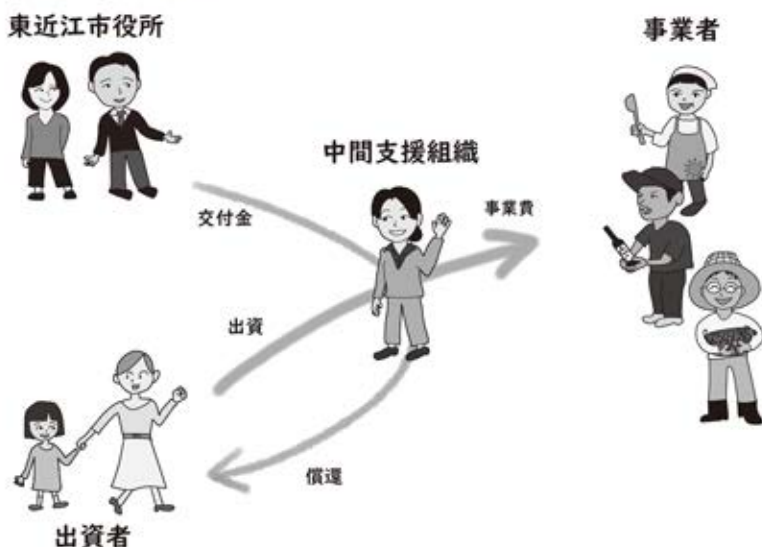 東近江市役所
事業者
中間支援組織
交付金
事業費
出資
償還
出資者